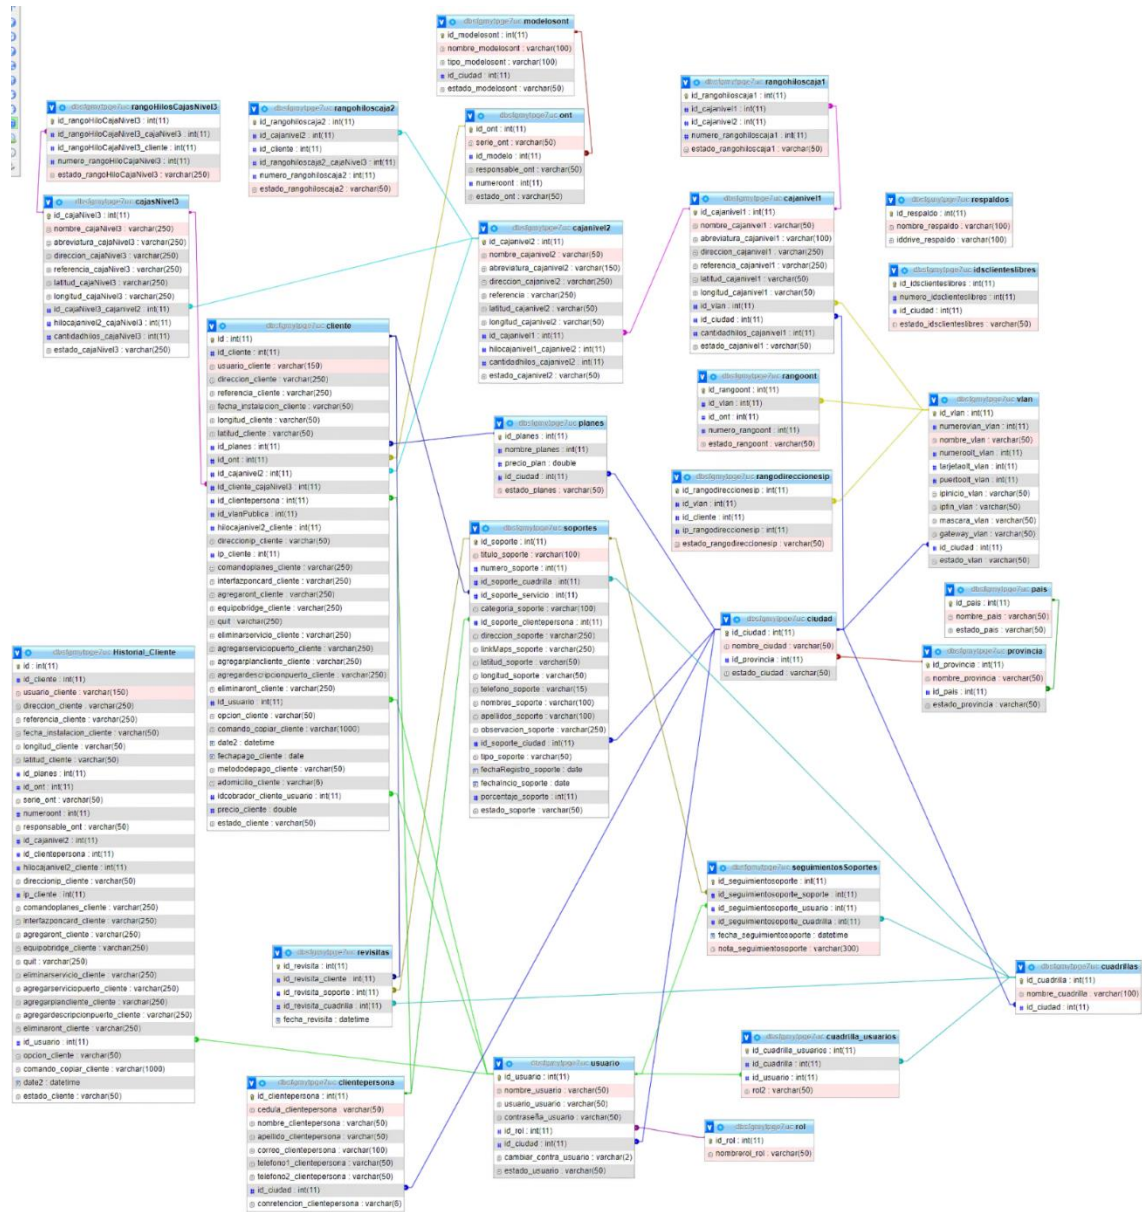 modelosont
id_modelosont : int(11)
nombre_modelosont : varchar(100)
tipo_modelosont : varchar(100)
id_ciudad : int(11)
estado_modelosont : varchar(50)
rangoHilosCajasNivel3
id_rangoHiloCajaNivel3 : int(11)
id_rangoHiloCajaNivel3_cajaNivel3 : int(11)
id_rangoHiloCajaNivel3_cliente : int(11)
numero_rangoHiloCajaNivel3 : int(11)
estado_rangoHiloCajaNivel3 : varchar(250)
rangohiloscaja2
id_rangohiloscaja2 : int(11)
id_cajanivel2 : int(11)
id_cliente : int(11)
id_rangohiloscaja2_cajaNivel3 : int(11)
numero_rangohiloscaja2 : int(11)
estado_rangohiloscaja2 : varchar(50)
ont
id_ont : int(11)
serie_ont : varchar(50)
id_modelo : int(11)
responsable_ont : varchar(50)
numeroont : int(11)
estado_ont : varchar(50)
rangohiloscaja1
id_rangohiloscaja1 : int(11)
id_cajanivel1 : int(11)
id_cajanivel2 : int(11)
numero_rangohiloscaja1 : int(11)
estado_rangohiloscaja1 : varchar(50)
cajasNivel3
id_cajaNivel3 : int(11)
nombre_cajaNivel3 : varchar(250)
abreviatura_cajaNivel3 : varchar(250)
direccion_cajaNivel3 : varchar(250)
referencia_cajaNivel3 : varchar(250)
latitud_cajaNivel3 : varchar(250)
longitud_cajaNivel3 : varchar(250)
id_cajaNivel3_cajanivel2 : int(11)
hilocajanivel2_cajaNivel3 : int(11)
cantidadhilos_cajaNivel3 : int(11)
estado_cajaNivel3 : varchar(250)
cajanivel2
id_cajanivel2 : int(11)
nombre_cajanivel2 : varchar(50)
abreviatura_cajanivel2 : varchar(150)
direccion_cajanivel2 : varchar(250)
referencia : varchar(250)
latitud_cajanivel2 : varchar(50)
longitud_cajanivel2 : varchar(50)
id_cajanivel1 : int(11)
hilocajanivel1_cajanivel2 : int(11)
cantidadhilos_cajanivel2 : int(11)
estado_cajanivel2 : varchar(50)
cajanivel1
id_cajanivel1 : int(11)
nombre_cajanivel1 : varchar(50)
abreviatura_cajanivel1 : varchar(100)
direccion_cajanivel1 : varchar(250)
referencia_cajanivel1 : varchar(250)
latitud_cajanivel1 : varchar(50)
longitud_cajanivel1 : varchar(50)
id_vlan : int(11)
id_ciudad : int(11)
cantidadhilos_cajanivel1 : int(11)
estado_cajanivel1 : varchar(50)
respaldos
id_respaldo : int(11)
nombre_respaldo : varchar(100)
iddrive_respaldo : varchar(100)
idsclienteslibres
id_idsclienteslibres : int(11)
numero_idsclienteslibres : int(11)
id_ciudad : int(11)
estado_idsclienteslibres : varchar(50)
cliente
id : int(11)
id_cliente : int(11)
usuario_cliente : varchar(150)
direccion_cliente : varchar(250)
referencia_cliente : varchar(250)
fecha_instalacion_cliente : varchar(50)
longitud_cliente : varchar(50)
latitud_cliente : varchar(50)
id_planes : int(11)
id_ont : int(11)
id_cajanivel2 : int(11)
id_cliente_cajaNivel3 : int(11)
id_clientepersona : int(11)
id_vlanPublica : int(11)
hilocajanivel2_cliente : int(11)
direccionip_cliente : varchar(50)
ip_cliente : int(11)
comandoplanes_cliente : varchar(250)
interfazponcard_cliente : varchar(250)
agregaront_cliente : varchar(250)
equipobridge_cliente : varchar(250)
quit : varchar(250)
eliminarservicio_cliente : varchar(250)
agregarserviciopuerto_cliente : varchar(250)
agregarplancliente_cliente : varchar(250)
agregardescripcionpuerto_cliente : varchar(250)
eliminaront_cliente : varchar(250)
id_usuario : int(11)
opcion_cliente : varchar(50)
comando_copiar_cliente : varchar(1000)
date2 : datetime
fechapago_cliente : date
metododepago_cliente : varchar(50)
adomicilio_cliente : varchar(6)
idcobrador_cliente_usuario : int(11)
precio_cliente : double
estado_cliente : varchar(50)
planes
id_planes : int(11)
nombre_planes : int(11)
precio_plan : double
id_ciudad : int(11)
estado_planes : varchar(50)
rangoont
id_rangoont : int(11)
id_vlan : int(11)
id_ont : int(11)
numero_rangoont : int(11)
estado_rangoont : varchar(50)
vlan
id_vlan : int(11)
numerovlan_vlan : int(11)
nombre_vlan : varchar(50)
numeroolt_vlan : int(11)
tarjetaolt_vlan : int(11)
puertoolt_vlan : int(11)
ipinicio_vlan : varchar(50)
ipfin_vlan : varchar(50)
mascara_vlan : varchar(50)
gateway_vlan : varchar(50)
id_ciudad : int(11)
estado_vlan : varchar(50)
rangodireccionesip
id_rangodireccionesip : int(11)
id_vlan : int(11)
id_cliente : int(11)
ip_rangodireccionesip : int(11)
estado_rangodireccionesip : varchar(50)
soportes
id_soporte : int(11)
titulo_soporte : varchar(100)
numero_soporte : int(11)
id_soporte_cuadrilla : int(11)
id_soporte_servicio : int(11)
categoria_soporte : varchar(100)
id_soporte_clientepersona : int(11)
direccion_soporte : varchar(250)
linkMaps_soporte : varchar(250)
latitud_soporte : varchar(50)
longitud_soporte : varchar(50)
telefono_soporte : varchar(15)
nombres_soporte : varchar(100)
apellidos_soporte : varchar(100)
observacion_soporte : varchar(250)
id_soporte_ciudad : int(11)
tipo_soporte : varchar(50)
fechaRegistro_soporte : date
fechaIncio_soporte : date
porcentaje_soporte : int(11)
estado_soporte : varchar(50)
pais
id_pais : int(11)
nombre_pais : varchar(50)
estado_pais : varchar(50)
ciudad
id_ciudad : int(11)
nombre_ciudad : varchar(50)
id_provincia : int(11)
estado_ciudad : varchar(50)
provincia
id_provincia : int(11)
nombre_provincia : varchar(50)
id_pais : int(11)
estado_provincia : varchar(50)
Historial_Cliente
id : int(11)
id_cliente : int(11)
usuario_cliente : varchar(150)
direccion_cliente : varchar(250)
referencia_cliente : varchar(250)
fecha_instalacion_cliente : varchar(50)
longitud_cliente : varchar(50)
latitud_cliente : varchar(50)
id_planes : int(11)
id_ont : int(11)
serie_ont : varchar(50)
numeroont : int(11)
responsable_ont : varchar(50)
id_cajanivel2 : int(11)
id_clientepersona : int(11)
hilocajanivel2_cliente : int(11)
direccionip_cliente : varchar(50)
ip_cliente : int(11)
comandoplanes_cliente : varchar(250)
interfazponcard_cliente : varchar(250)
agregaront_cliente : varchar(250)
equipobridge_cliente : varchar(250)
quit : varchar(250)
eliminarservicio_cliente : varchar(250)
agregarserviciopuerto_cliente : varchar(250)
agregarplancliente_cliente : varchar(250)
agregardescripcionpuerto_cliente : varchar(250)
eliminaront_cliente : varchar(250)
id_usuario : int(11)
opcion_cliente : varchar(50)
comando_copiar_cliente : varchar(1000)
date2 : datetime
estado_cliente : varchar(50)
seguimientosSoportes
id_seguimientosoporte : int(11)
id_seguimientosoporte_soporte : int(11)
id_seguimientosoporte_usuario : int(11)
id_seguimientosoporte_cuadrilla : int(11)
fecha_seguimientosoporte : datetime
nota_seguimientosoporte : varchar(300)
revisitas
id_revisita : int(11)
id_revisita_cliente : int(11)
id_revisita_soporte : int(11)
id_revisita_cuadrilla : int(11)
fecha_revisita : datetime
cuadrillas
id_cuadrilla : int(11)
nombre_cuadrilla : varchar(100)
id_ciudad : int(11)
cuadrilla_usuarios
id_cuadrilla_usuarios : int(11)
id_cuadrilla : int(11)
id_usuario : int(11)
rol2 : varchar(50)
clientepersona
id_clientepersona : int(11)
cedula_clientepersona : varchar(50)
nombre_clientepersona : varchar(50)
apellido_clientepersona : varchar(50)
correo_clientepersona : varchar(100)
telefono1_clientepersona : varchar(50)
telefono2_clientepersona : varchar(50)
id_ciudad : int(11)
conretencion_clientepersona : varchar(6)
usuario
id_usuario : int(11)
nombre_usuario : varchar(50)
usuario_usuario : varchar(50)
contraseña_usuario : varchar(50)
id_rol : int(11)
id_ciudad : int(11)
cambiar_contra_usuario : varchar(2)
estado_usuario : varchar(50)
rol
id_rol : int(11)
nombrerol_rol : varchar(50)